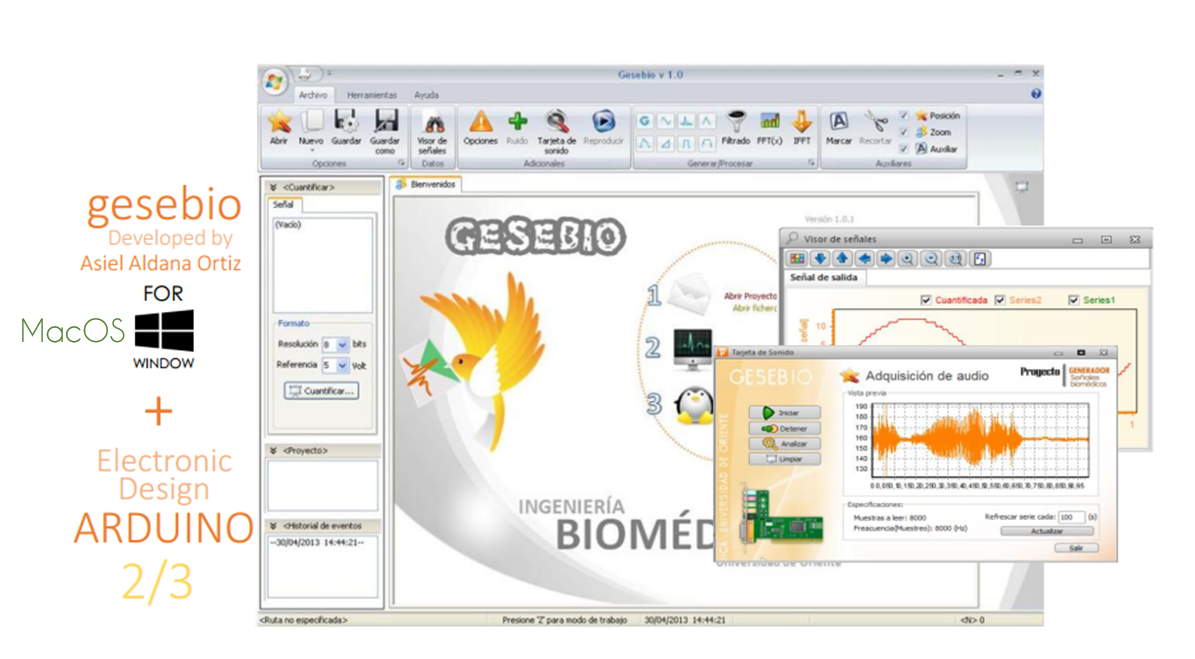 gesebio
Developed by
Asiel Aldana Ortiz
FOR
MacOS
WINDOW
+
Electronic
Design
ARDUINO
2/3
Gesebio v 1.0
Archivo Herramientas Ayuda
Abrir Nuevo Guardar Guardar como
Opciones
Visor de señales
Datos
Opciones Ruido Tarjeta de sonido Reproducir
Adicionales
Filtrado FFT(x) IFFT
Generar/Procesar
Marcar Recortar
Posición
Zoom
Auxiliar
Auxiliares
<Cuantificar>
Señal
(Vacío)
Formato
Resolución 8 bits
Referencia 5 Volt
Cuantificar...
<Proyecto>
<Historial de eventos
--30/04/2013 14:44:21--
Bienvenidos
GESEBIO
Versión 1.0.1
1 Abrir Proyecto
Abrir fichero
2
3
INGENIERÍA
BIOMÉD
Universidad de Oriente
<Ruta no especificada>
Presione 'Z' para modo de trabajo
30/04/2013 14:44:21
<N> 0
Visor de señales
Señal de salida
Cuantificada Series2 Series1
señal]
10
1
Tarjeta de Sonido
GESEBIO
UNIVERSIDAD DE ORIENTE
Adquisición de audio
Proyecto
GENERADOR
Señales
biomédicos
Iniciar
Detener
Analizar
Limpiar
Vista previa
190
180
170
160
150
140
130
Especificaciones:
Muestras a leer: 8000
Freacuencia(Muestres): 8000 (Hz)
Refrescar serie cada: 100 (s)
Actualizar
Salir